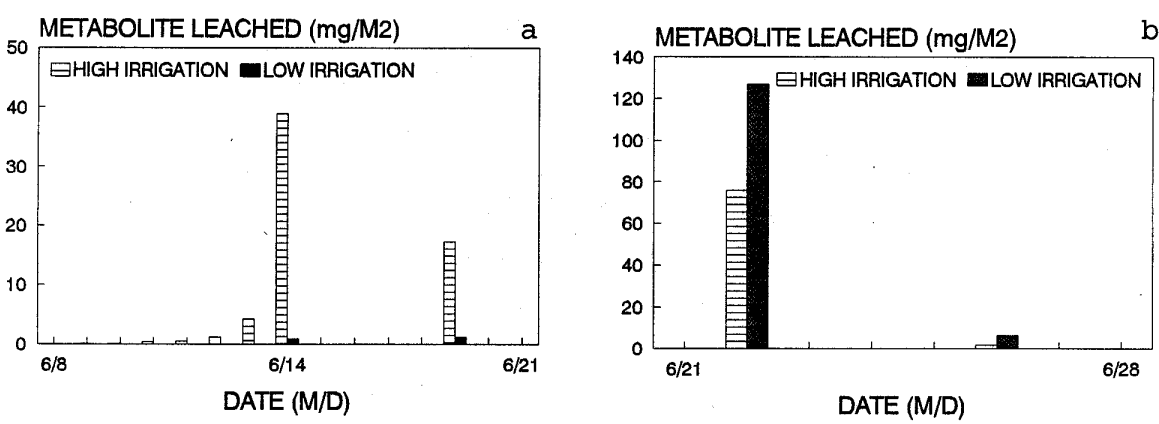 METABOLITE LEACHED (mg/M2)
a
50
40
30
20
10
0
HIGH IRRIGATION
LOW IRRIGATION
6/8
6/14
6/21
DATE (M/D)
METABOLITE LEACHED (mg/M2)
b
140
120
100
80
60
40
20
0
HIGH IRRIGATION
LOW IRRIGATION
6/21
6/28
DATE (M/D)